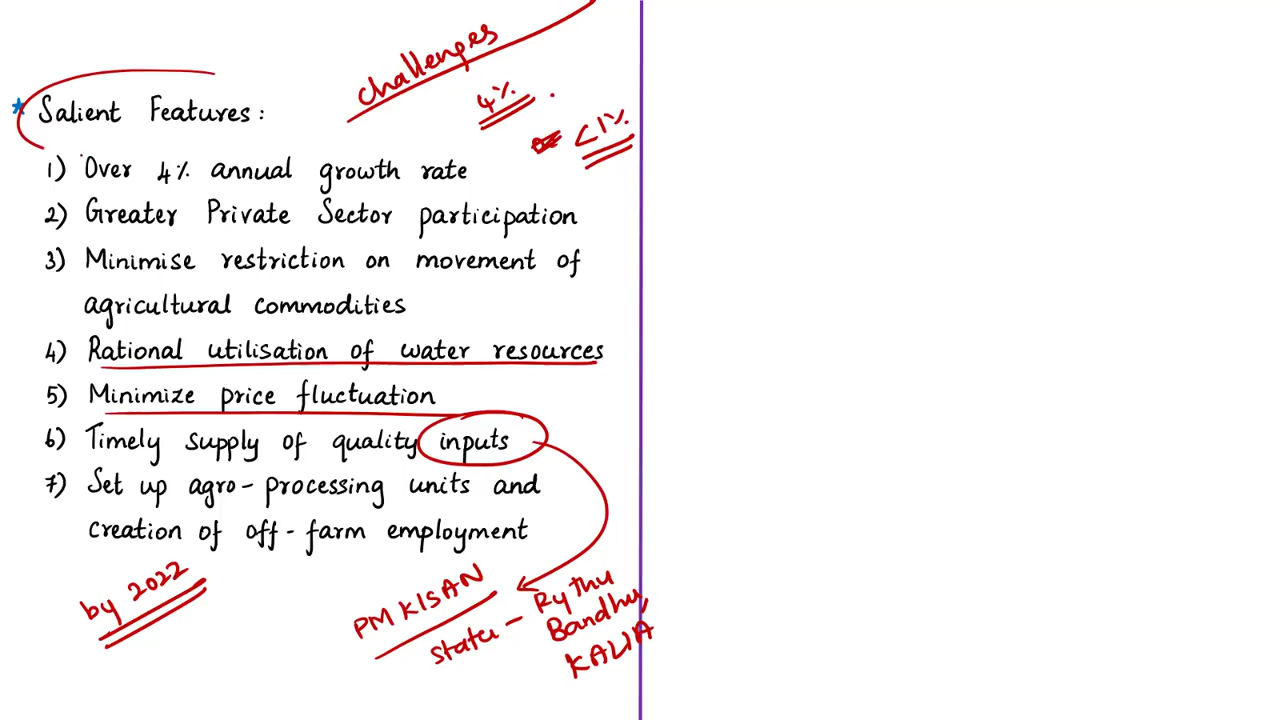 challenges
4%
<1%
* Salient Features:
1) Over 4% annual growth rate
2) Greater Private Sector participation
3) Minimise restriction on movement of
agricultural commodities
4) Rational utilisation of water resources
5) Minimize price fluctuation
6) Timely supply of quality inputs
7) Set up agro-processing units and
creation of off-farm employment
by 2022
PM KISAN
state - Rythu
Bandhu,
KALIA